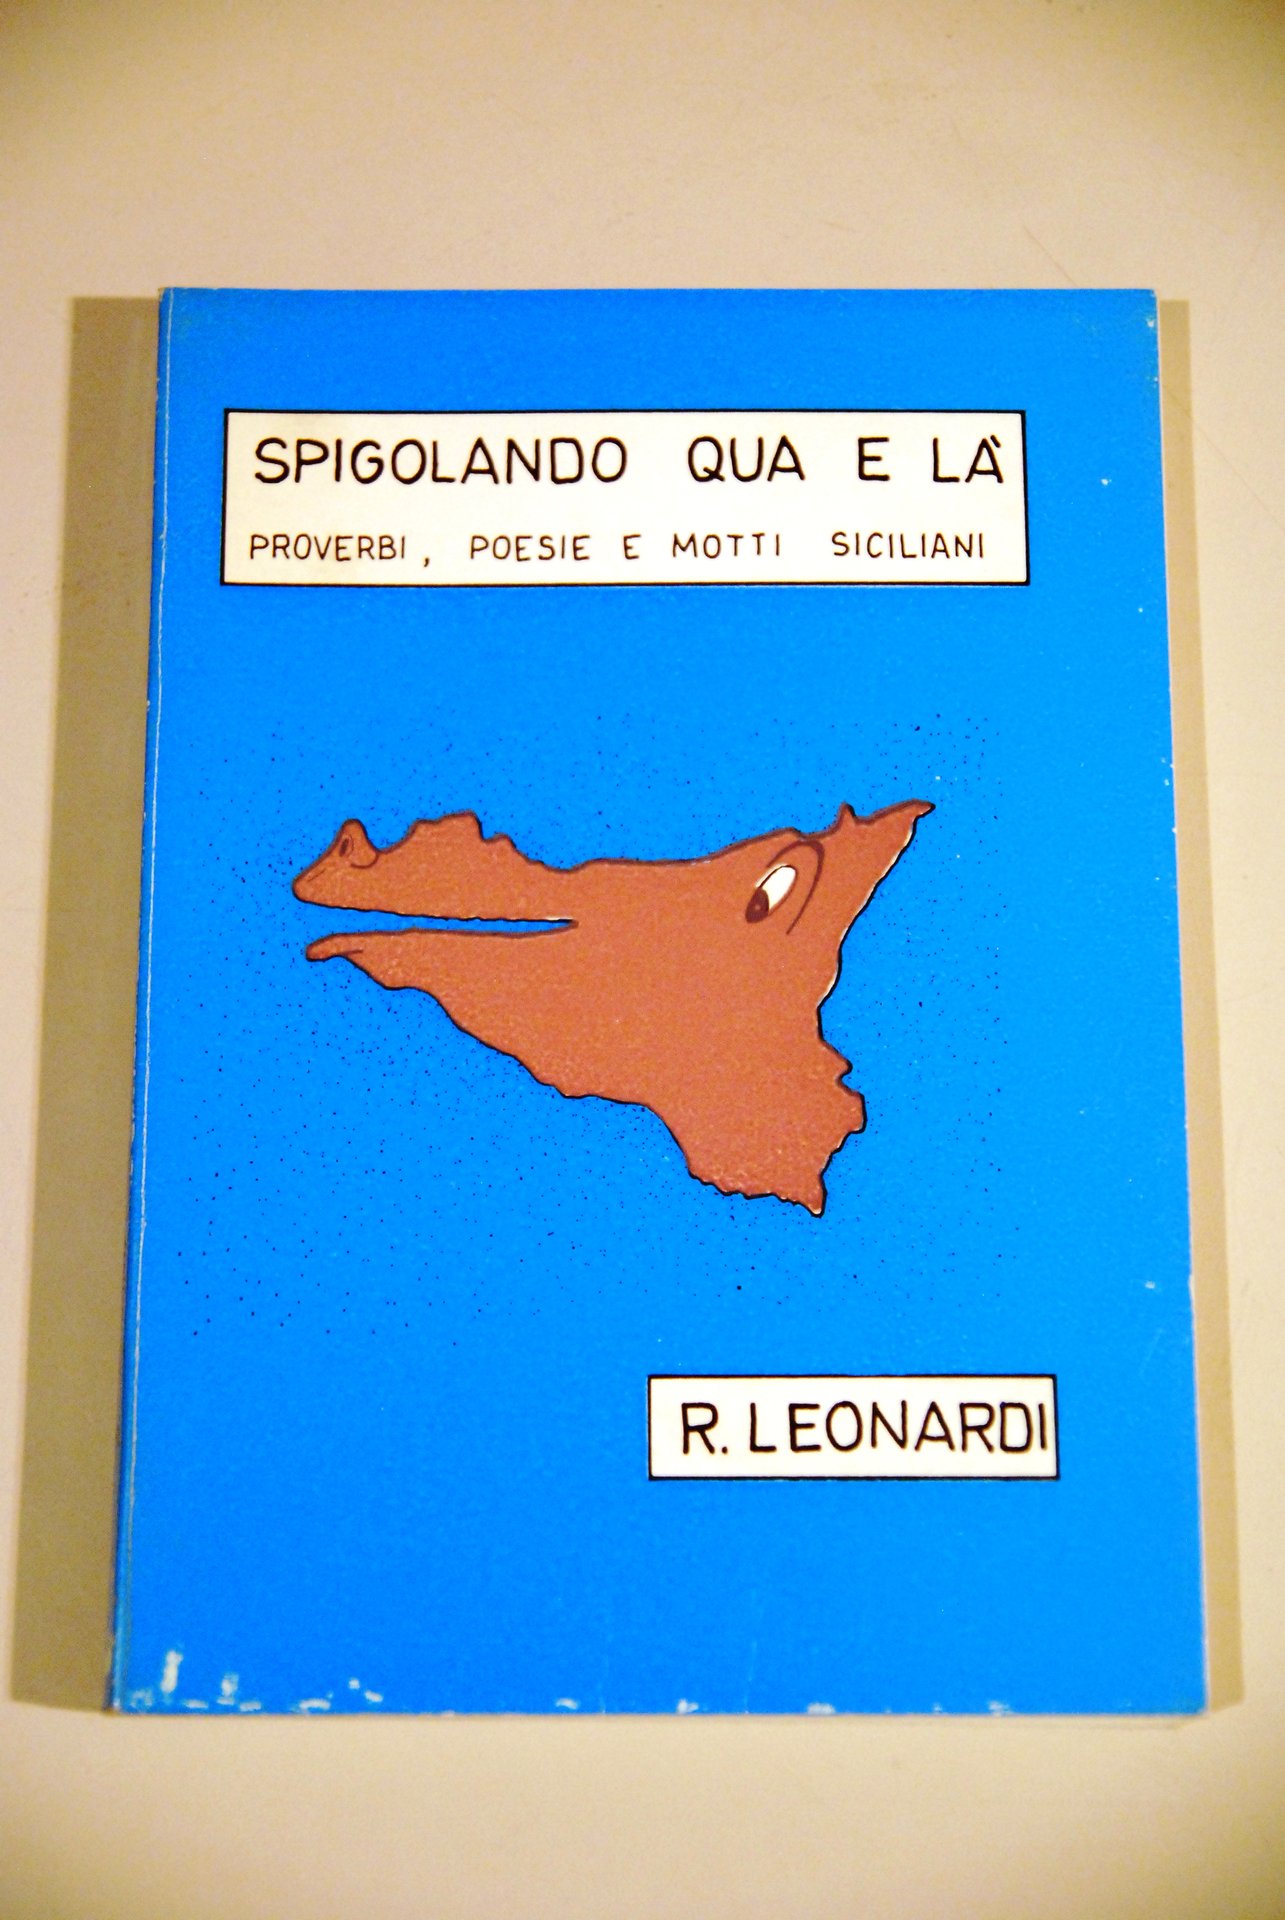 SPIGOLANDO QUA E LÀ
PROVERBI, POESIE E MOTTI SICILIANI
R. LEONARDI